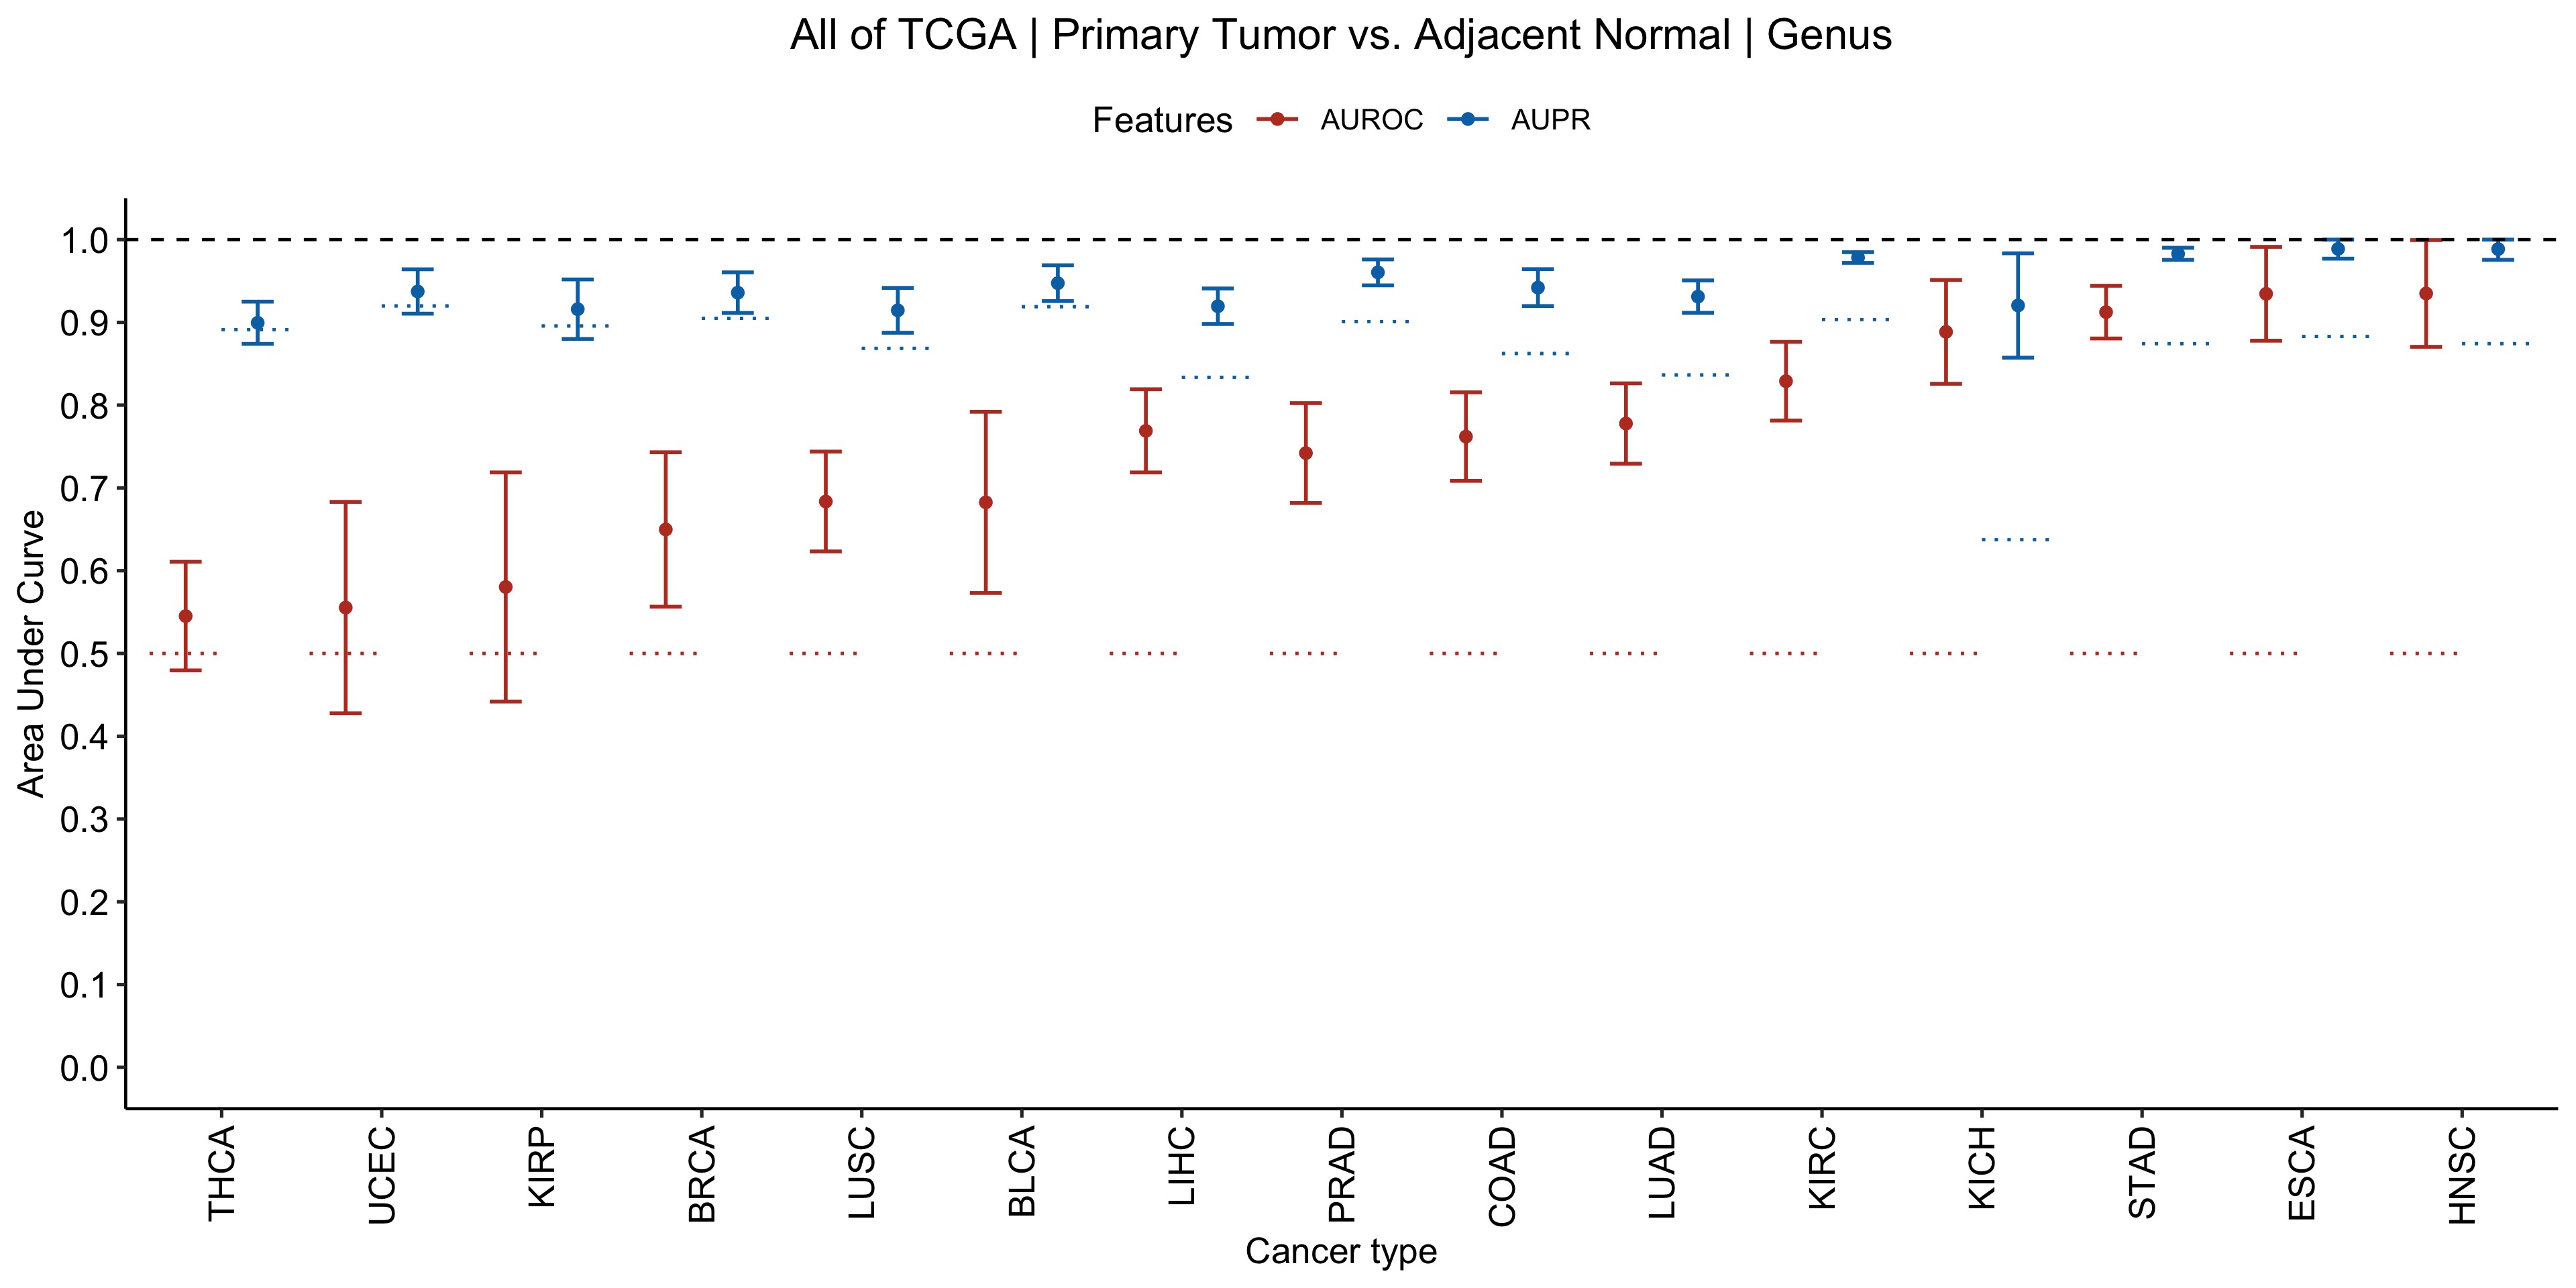 All of TCGA | Primary Tumor vs. Adjacent Normal | Genus
Features AUROC AUPR
Area Under Curve
1.0
0.9
0.8
0.7
0.6
0.5
0.4
0.3
0.2
0.1
0.0
THCA
UCEC
KIRP
BRCA
LUSC
BLCA
LIHC
PRAD
COAD
LUAD
KIRC
KICH
STAD
ESCA
HNSC
Cancer type